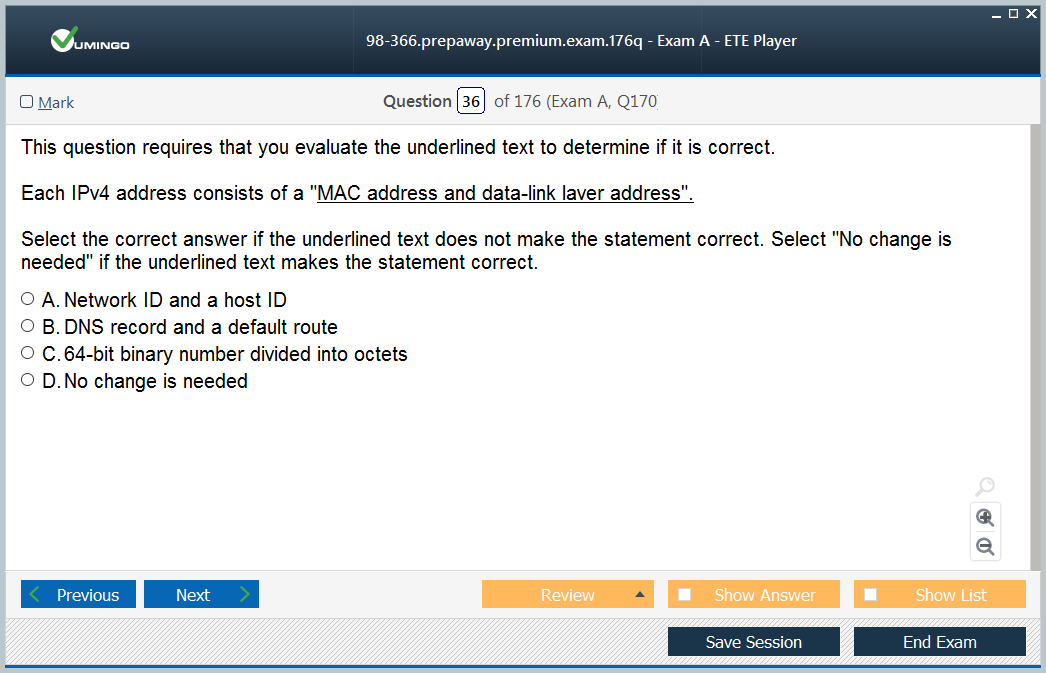 VUMINGO
98-366.prepaway.premium.exam.176q - Exam A - ETE Player
Mark
Question 36 of 176 (Exam A, Q170)
This question requires that you evaluate the underlined text to determine if it is correct.
Each IPv4 address consists of a "MAC address and data-link laver address".
Select the correct answer if the underlined text does not make the statement correct. Select "No change is
needed" if the underlined text makes the statement correct.
A. Network ID and a host ID
B. DNS record and a default route
C. 64-bit binary number divided into octets
D. No change is needed
Previous
Next
Review
Show Answer
Show List
Save Session
End Exam